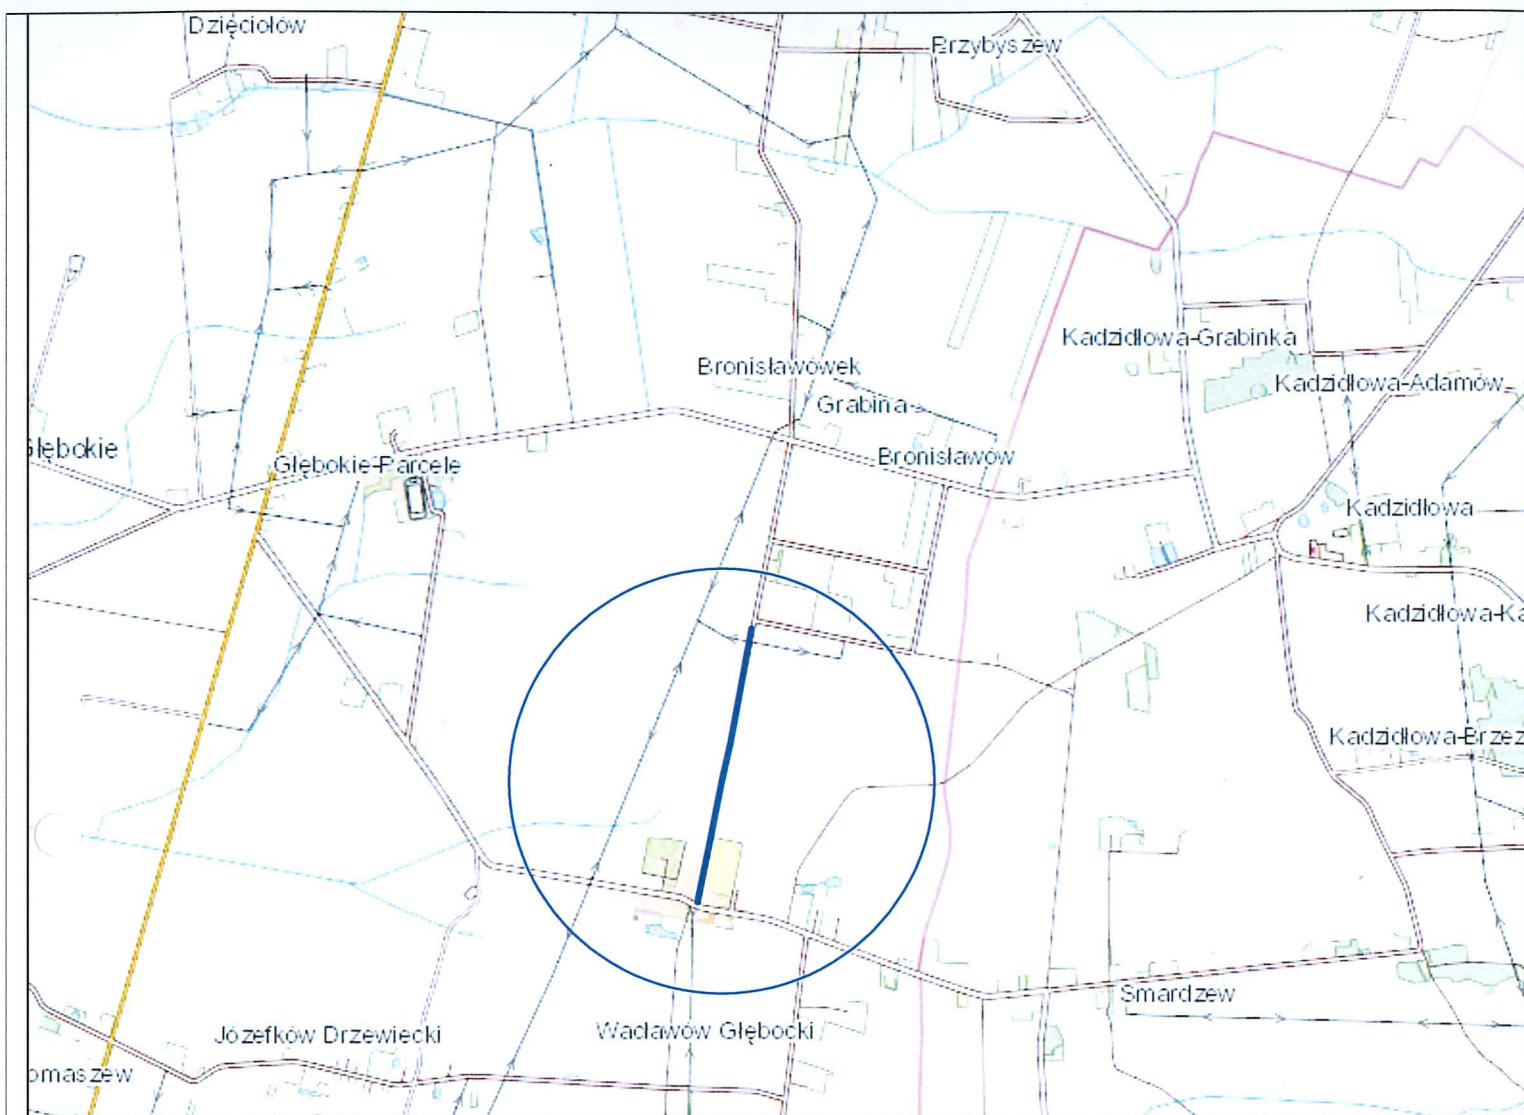 Dzięciołów
Przybyszew
Kadzidłowa-Grabinka
Bronisławówek
Kadzidłowa-Adamów
Grabina
Głębokie
Bronisławów
Głębokie-Parcele
Kadzidłowa
Kadzidłowa-Ka
Kadzidłowa-Brzez
Smardzew
Józefków Drzewiecki
Wacławów Głębocki
omaszew